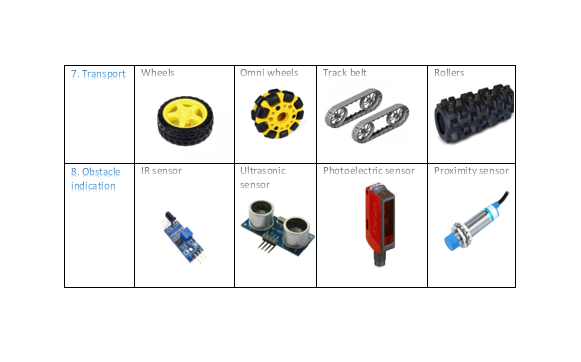 7. Transport
Wheels
Omni wheels
Track belt
Rollers
8. Obstacle
indication
IR sensor
Ultrasonic
sensor
Photoelectric sensor
Proximity sensor